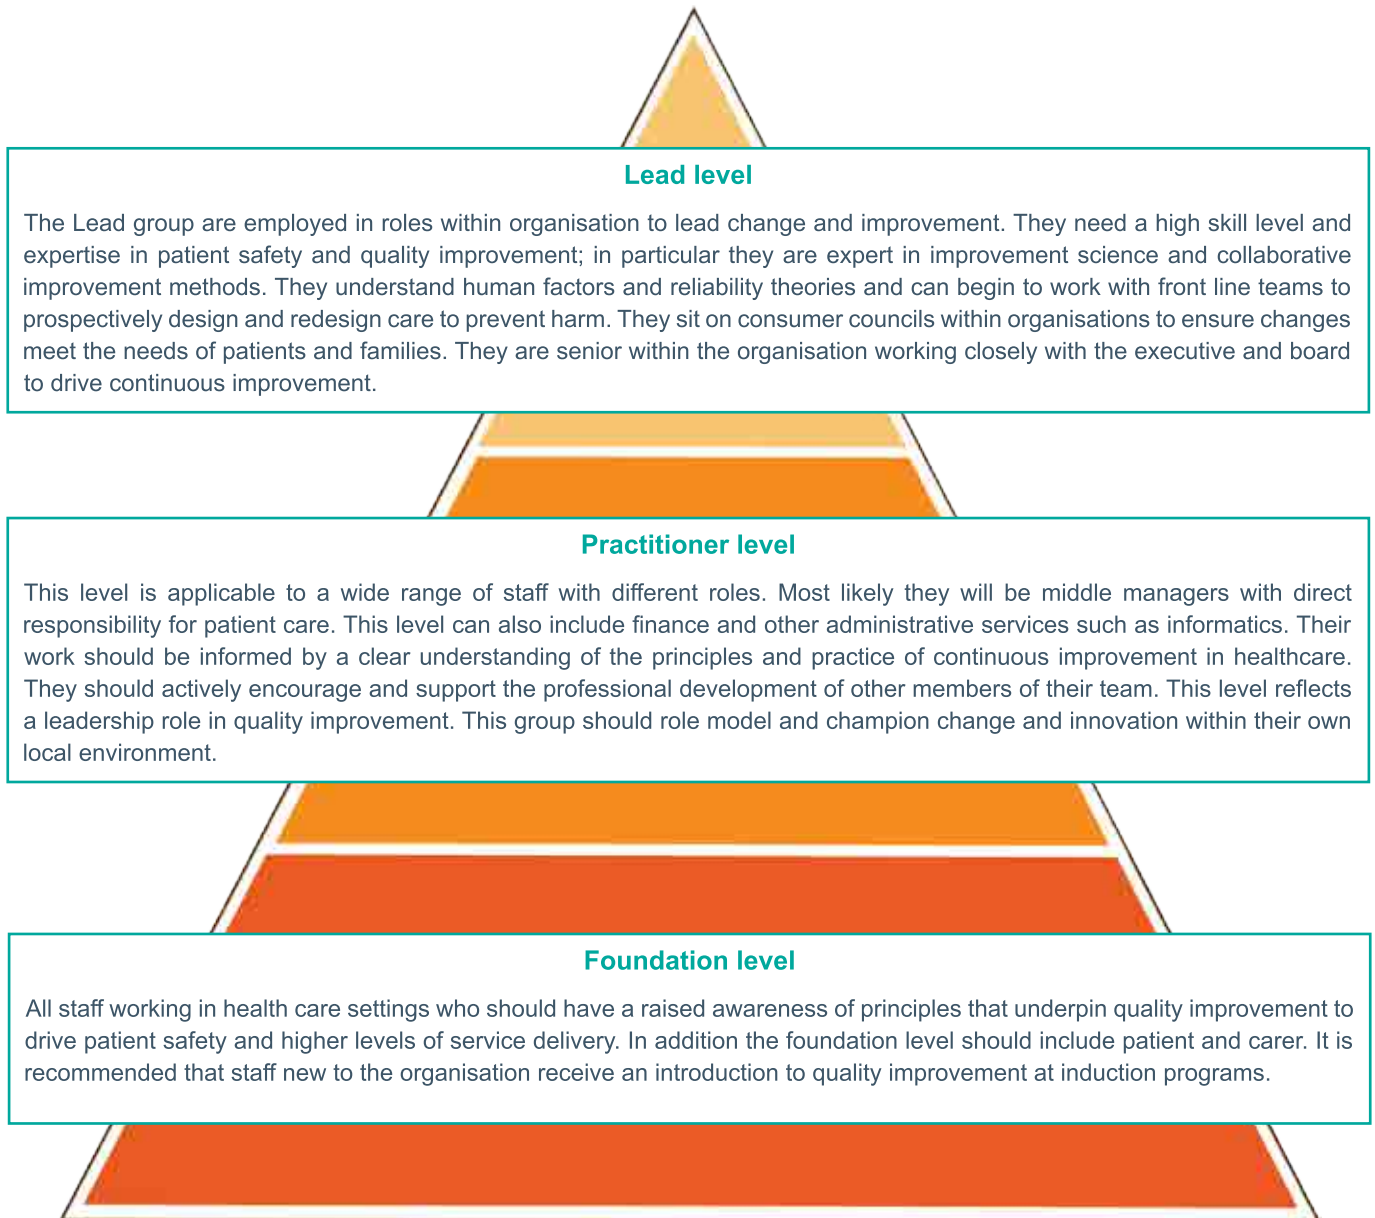 Lead level
The Lead group are employed in roles within organisation to lead change and improvement. They need a high skill level and
expertise in patient safety and quality improvement; in particular they are expert in improvement science and collaborative
improvement methods. They understand human factors and reliability theories and can begin to work with front line teams to
prospectively design and redesign care to prevent harm. They sit on consumer councils within organisations to ensure changes
meet the needs of patients and families. They are senior within the organisation working closely with the executive and board
to drive continuous improvement.
Practitioner level
This level is applicable to a wide range of staff with different roles. Most likely they will be middle managers with direct
responsibility for patient care. This level can also include finance and other administrative services such as informatics. Their
work should be informed by a clear understanding of the principles and practice of continuous improvement in healthcare.
They should actively encourage and support the professional development of other members of their team. This level reflects
a leadership role in quality improvement. This group should role model and champion change and innovation within their own
local environment.
Foundation level
All staff working in health care settings who should have a raised awareness of principles that underpin quality improvement to
drive patient safety and higher levels of service delivery. In addition the foundation level should include patient and carer. It is
recommended that staff new to the organisation receive an introduction to quality improvement at induction programs.